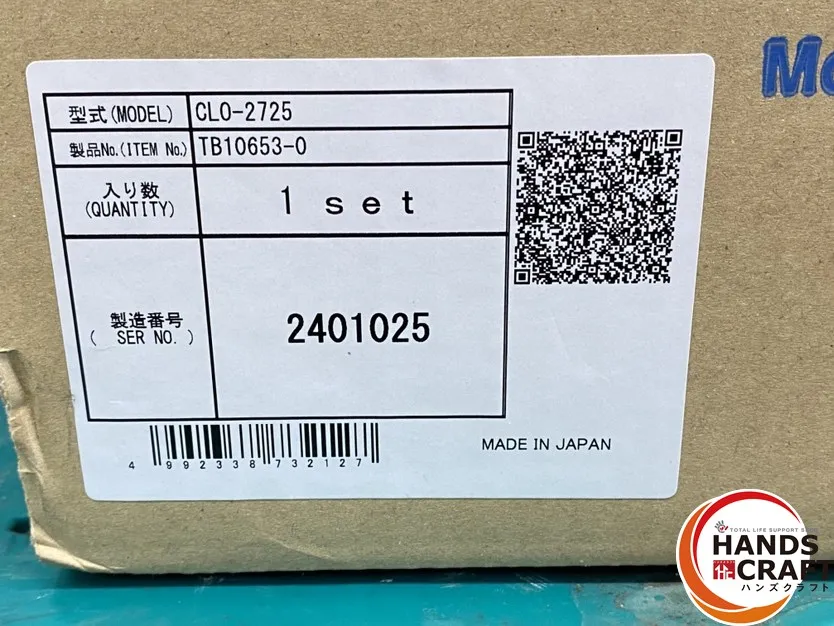 Mo
型式(MODEL) CLO-2725
製品No.(ITEM No.) TB10653-0
入り数
(QUANTITY) 1 set
製造番号
( SER NO. ) 2401025
4 992338 732127
MADE IN JAPAN
TOTAL LIFE SUPPORT
HANDS
CRAFT
ハンズクラフト